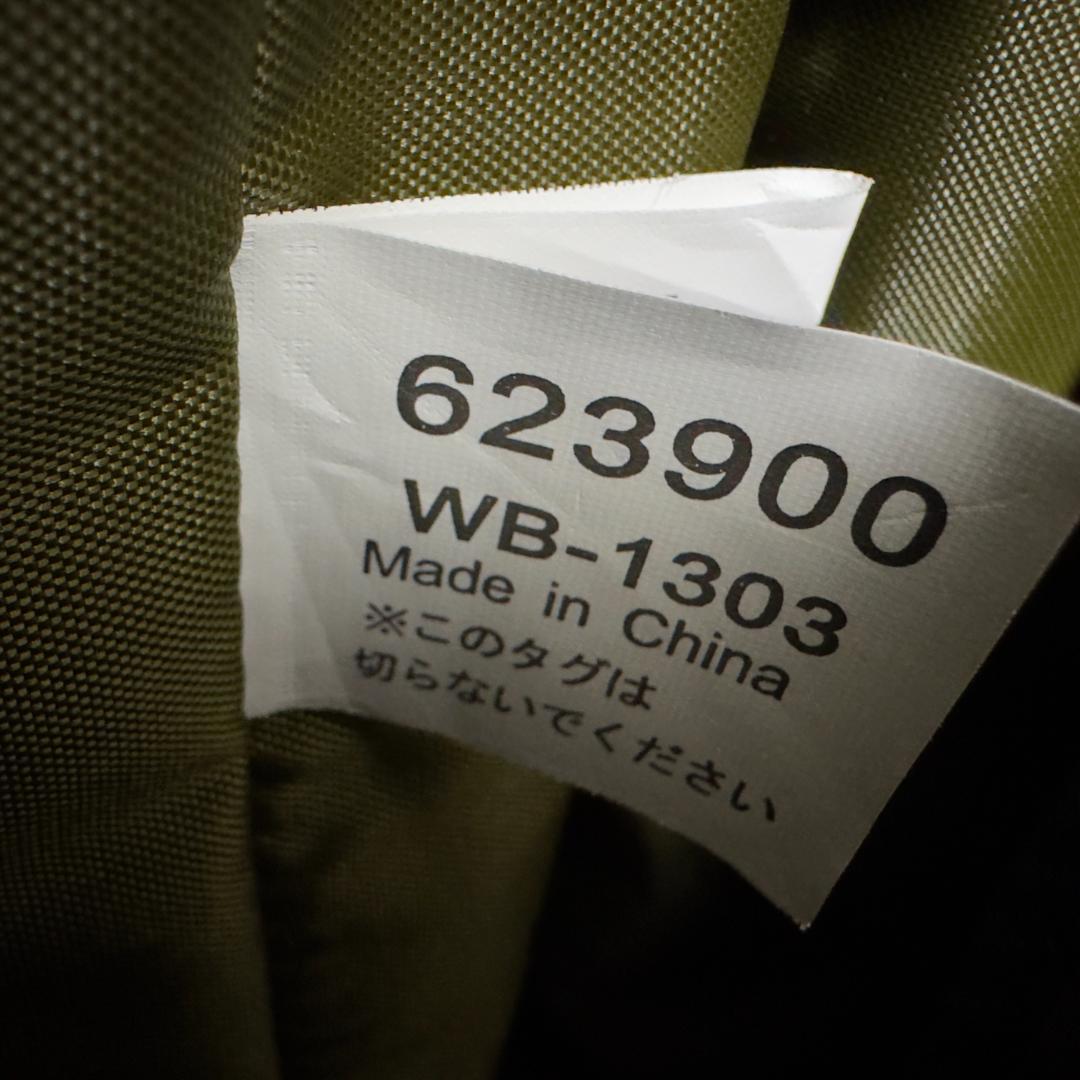 623900
WB-1303
Made in China
※このタグは
切らないでください